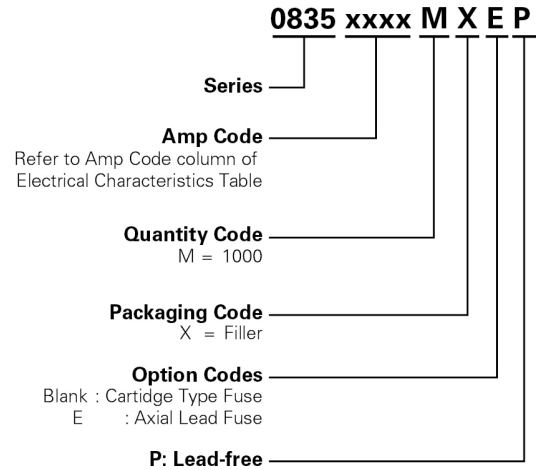 0835 xxxx M X E P
Series
Amp Code
Refer to Amp Code column of
Electrical Characteristics Table
Quantity Code
M = 1000
Packaging Code
X = Filler
Option Codes
Blank : Cartidge Type Fuse
E : Axial Lead Fuse
P: Lead-free